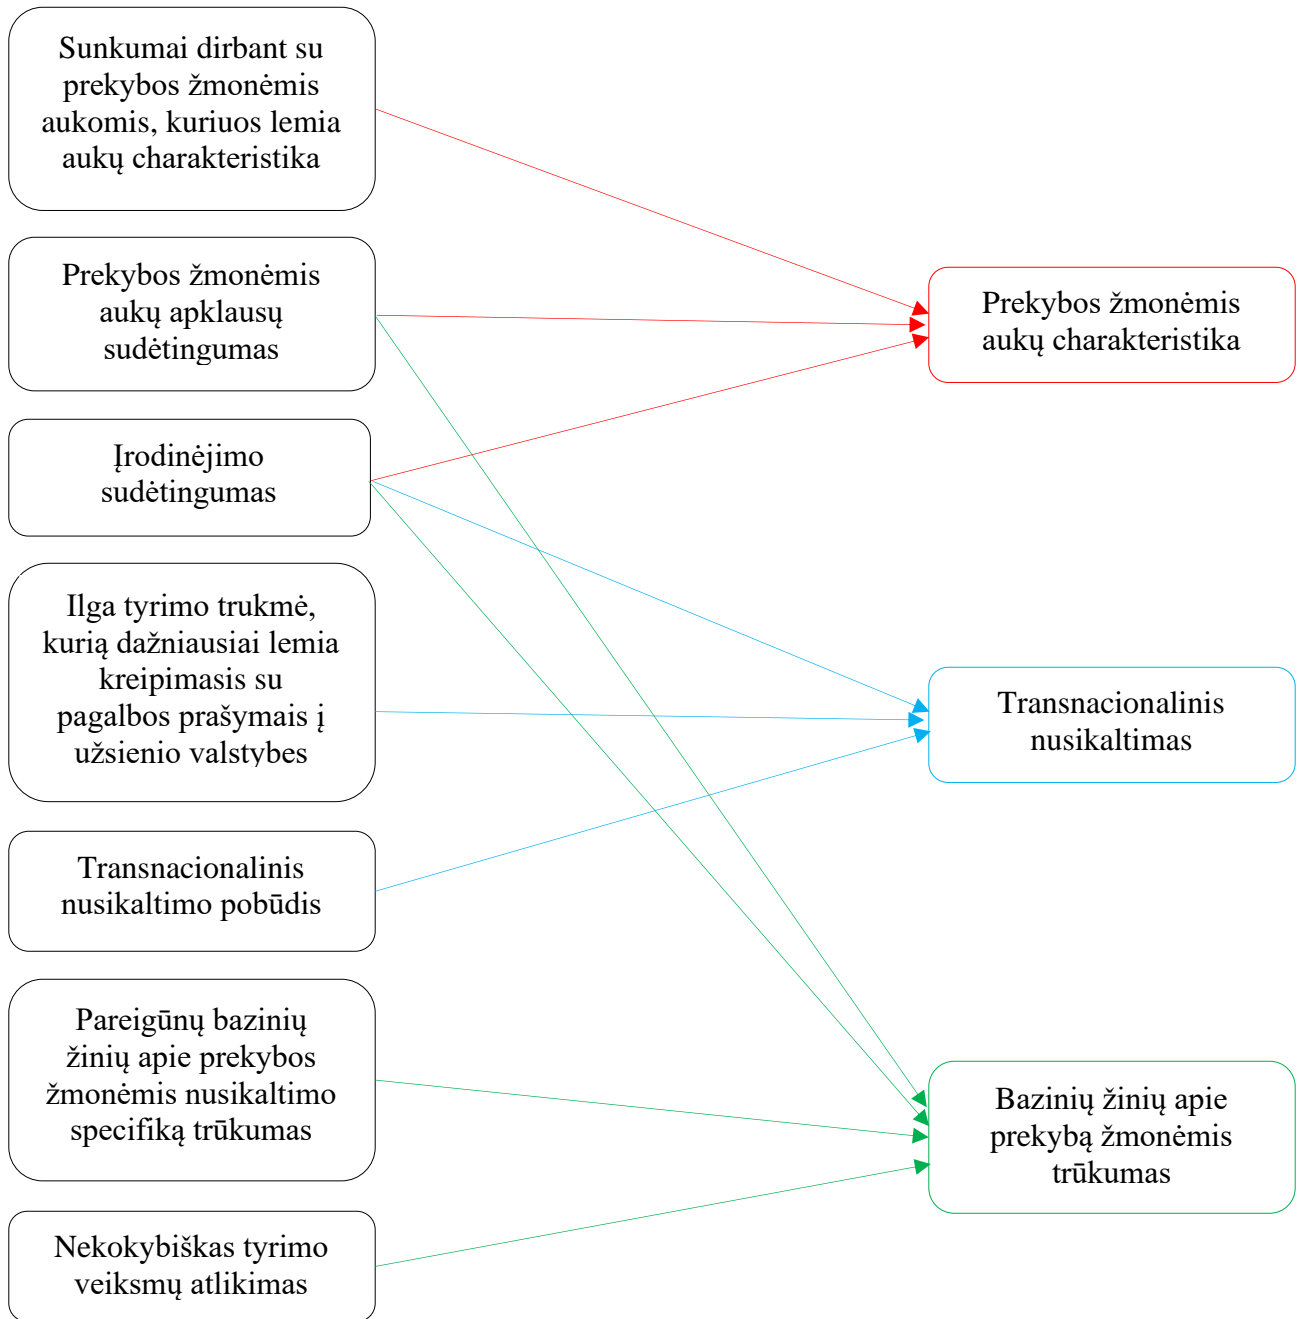 Sunkumai dirbant su
prekybos žmonėmis
aukomis, kuriuos lemia
aukų charakteristika
Prekybos žmonėmis
aukų apklausų
sudėtingumas
Įrodinėjimo
sudėtingumas
Ilga tyrimo trukmė,
kurią dažniausiai lemia
kreipimasis su
pagalbos prašymais į
užsienio valstybes
Transnacionalinis
nusikaltimo pobūdis
Pareigūnų bazinių
žinių apie prekybos
žmonėmis nusikaltimo
specifiką trūkumas
Nekokybiškas tyrimo
veiksmų atlikimas
Prekybos žmonėmis
aukų charakteristika
Transnacionalinis
nusikaltimas
Bazinių žinių apie
prekybą žmonėmis
trūkumas